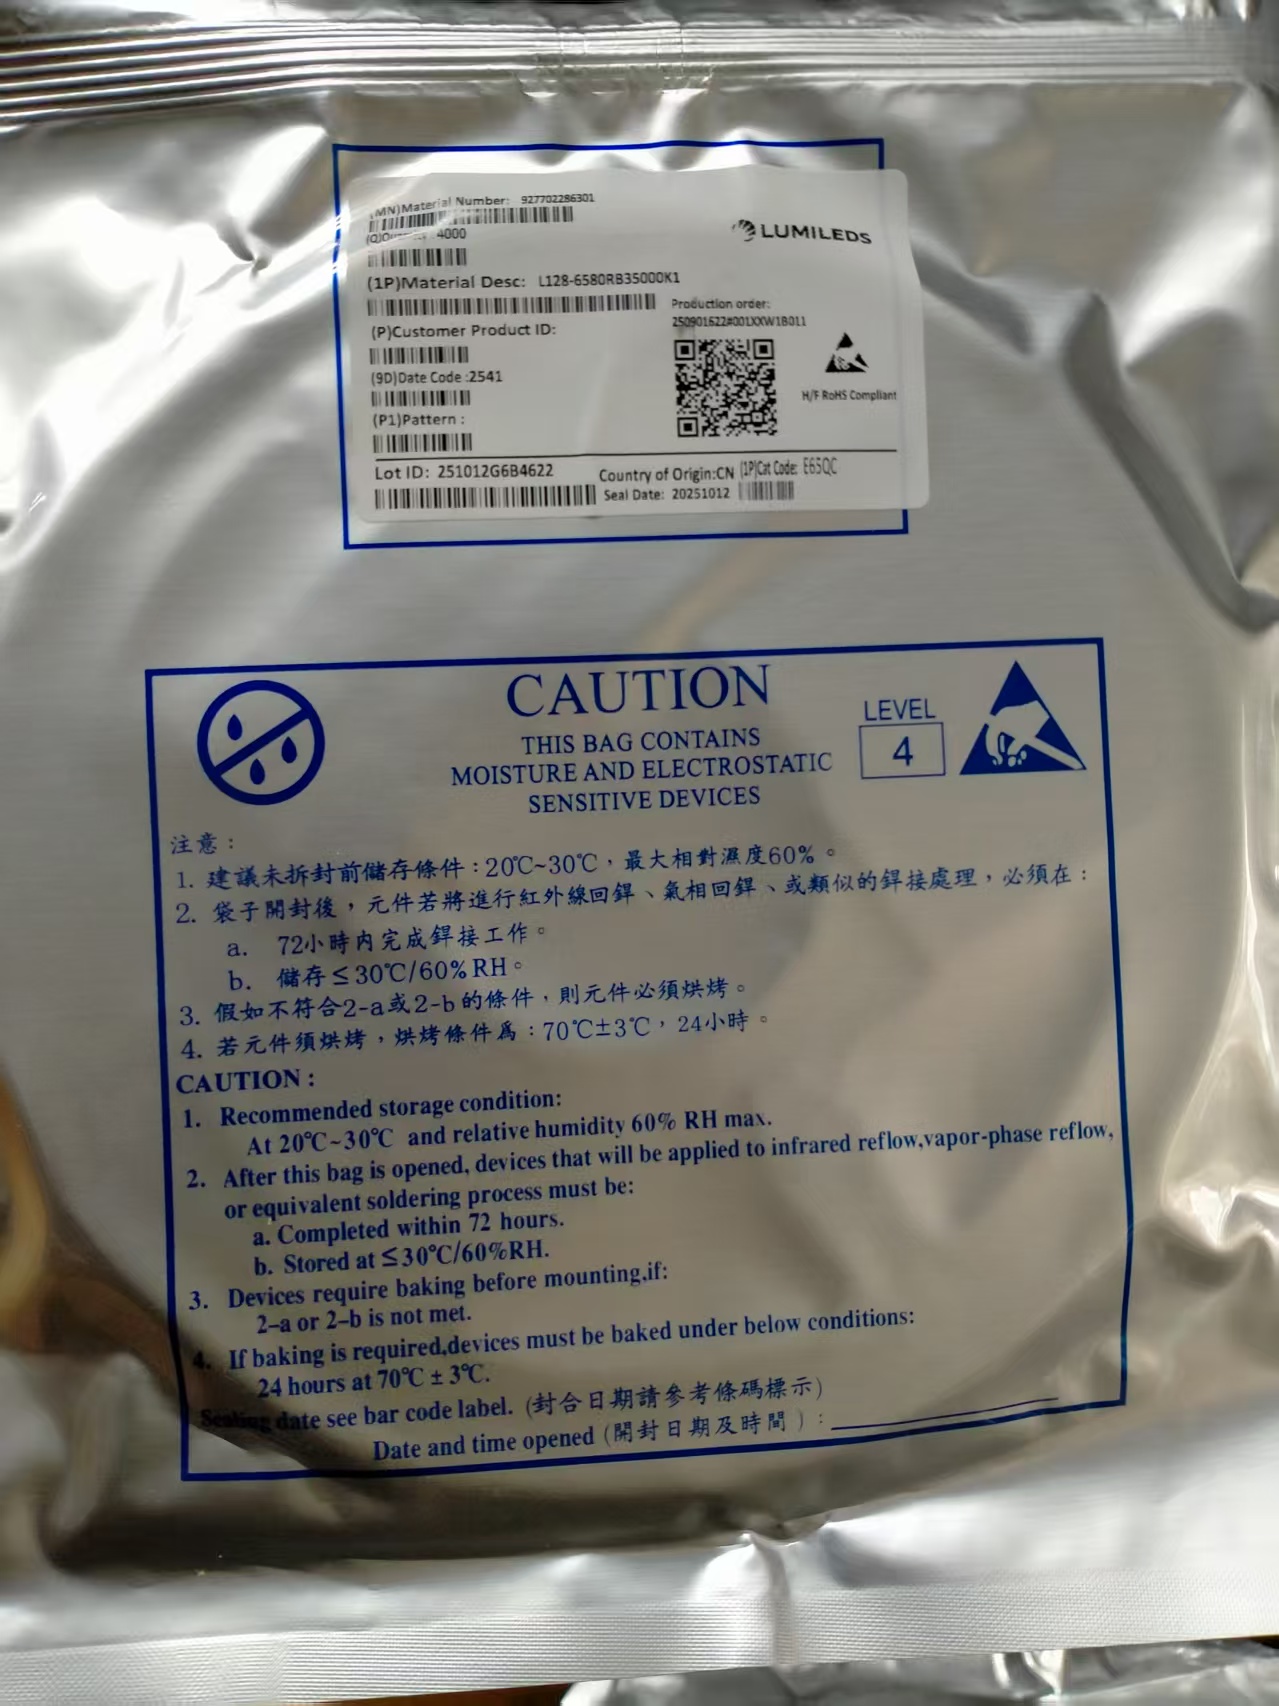 (MN)Material Number: 927702286301
(Q) 4000
LUMILEDS
(1P)Material Desc: L128-6580RB35000K1
Production order:
250901622#001XXW1B011
(P)Customer Product ID:
(9D)Date Code :2541
H/F RoHS Compliant
(P1)Pattern :
Lot ID: 251012G6B4622
Country of Origin:CN
(1P)Cat Code: E65QC
Seal Date: 20251012
CAUTION
THIS BAG CONTAINS
MOISTURE AND ELECTROSTATIC
SENSITIVE DEVICES
LEVEL
4
注意：
1. 建議未拆封前儲存條件：20℃~30℃，最大相對濕度60%。
2. 袋子開封後，元件若將進行紅外線回銲、氣相回銲、或類似的銲接處理，必須在：
a. 72小時內完成銲接工作。
b. 儲存≤30℃/60%RH。
3. 假如不符合2-a或2-b的條件，則元件必須烘烤。
4. 若元件須烘烤，烘烤條件爲：70℃±3℃，24小時。
CAUTION :
1. Recommended storage condition:
At 20℃~30℃ and relative humidity 60% RH max.
2. After this bag is opened, devices that will be applied to infrared reflow,vapor-phase reflow,
or equivalent soldering process must be:
a. Completed within 72 hours.
b. Stored at ≤30℃/60%RH.
3. Devices require baking before mounting,if:
2–a or 2–b is not met.
4. If baking is required,devices must be baked under below conditions:
24 hours at 70℃ ± 3℃.
Sealing date see bar code label. (封合日期請參考條碼標示)
Date and time opened (開封日期及時間)：